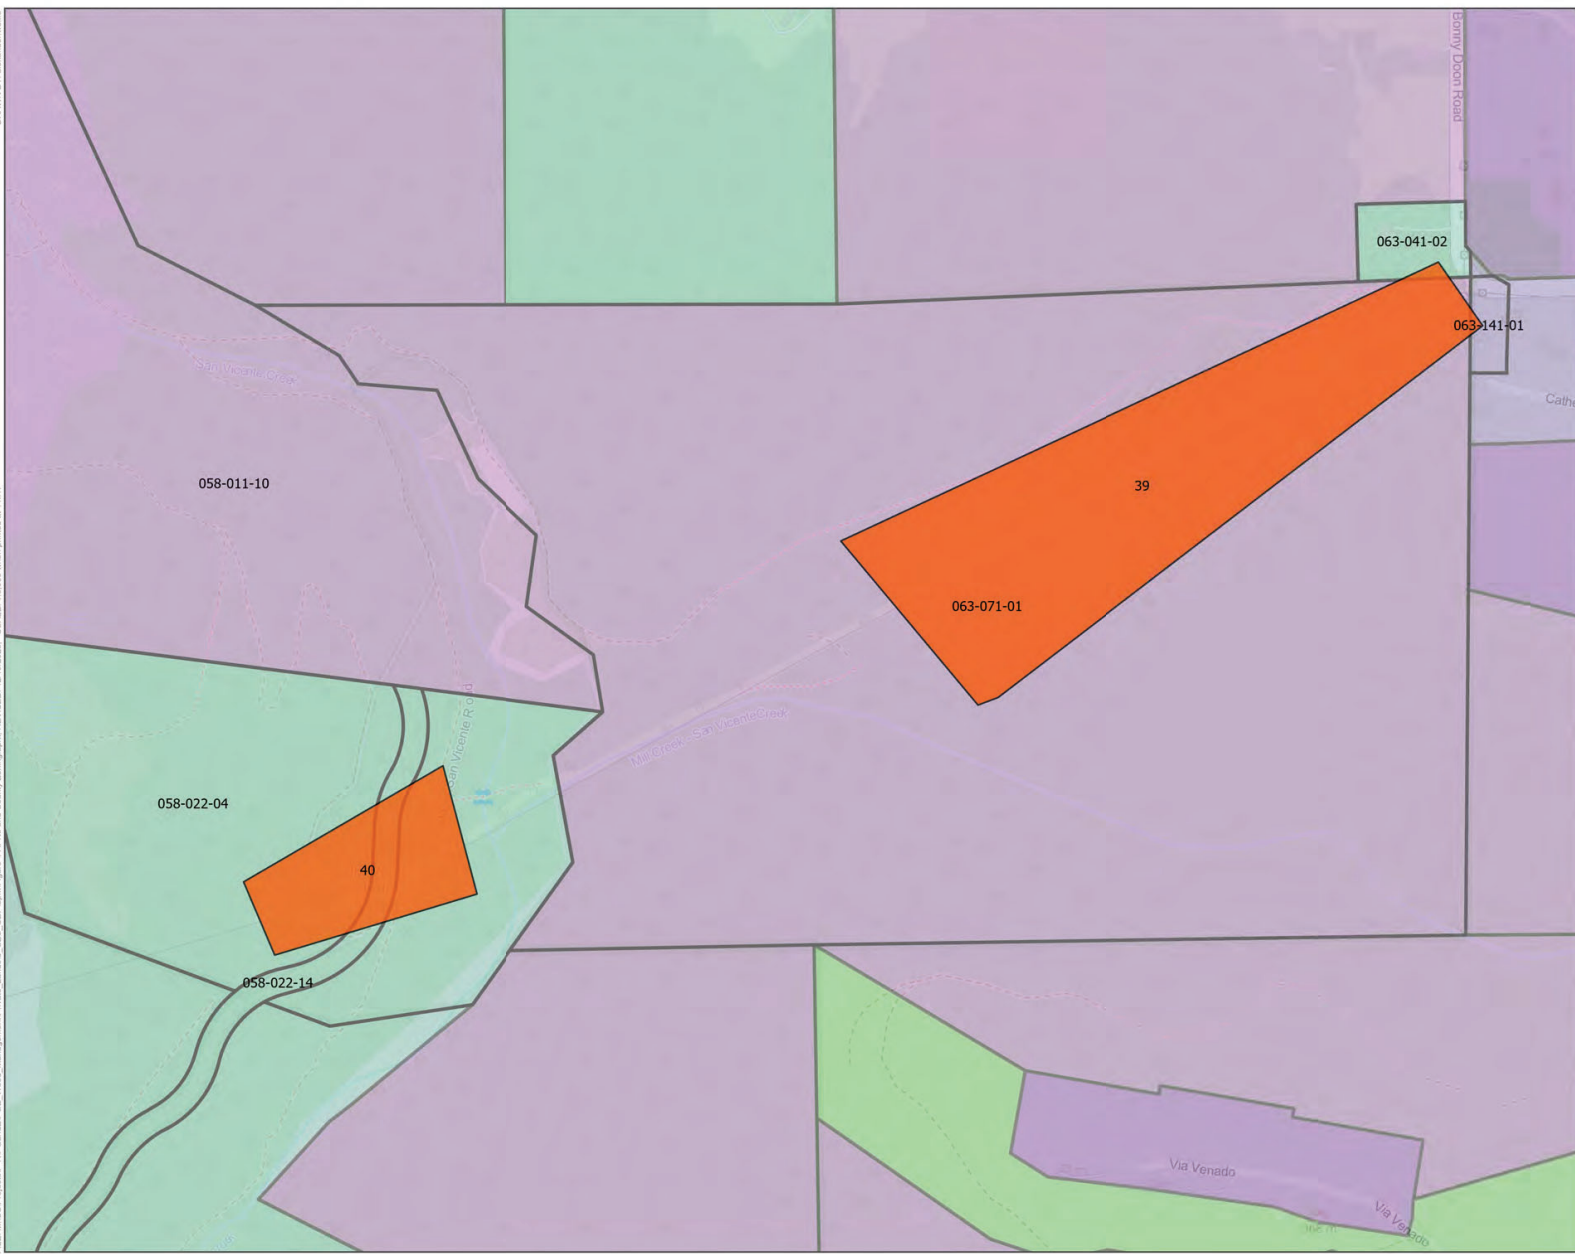 Bonny Doon Road
063-041-02
063-141-01
San Vicente Creek
058-011-10
39
063-071-01
San Vicente R oad
Mill Creek - San Vicente Creek
058-022-04
40
058-022-14
Via Venado
Via Venado